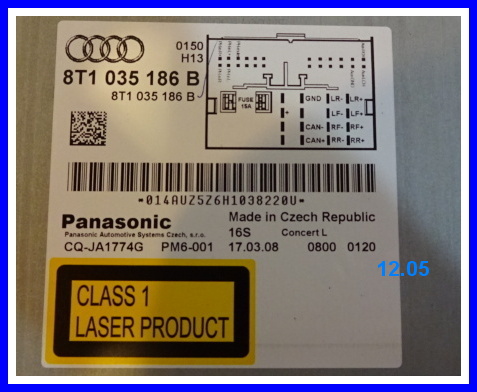 0150
H13
8T1 035 186 B
8T1 035 186 B
FUSE
15A
+
GND LR- LR+
LF- LF+
CAN- RF- RF+
CAN+ RR- RR+
-014AUZ5Z6H1038220U-
Panasonic
Panasonic Automotive Systems Czech, s.r.o.
Made in Czech Republic
16S Concert L
CQ-JA1774G PM6-001 17.03.08 0800 0120
12.05
CLASS 1
LASER PRODUCT